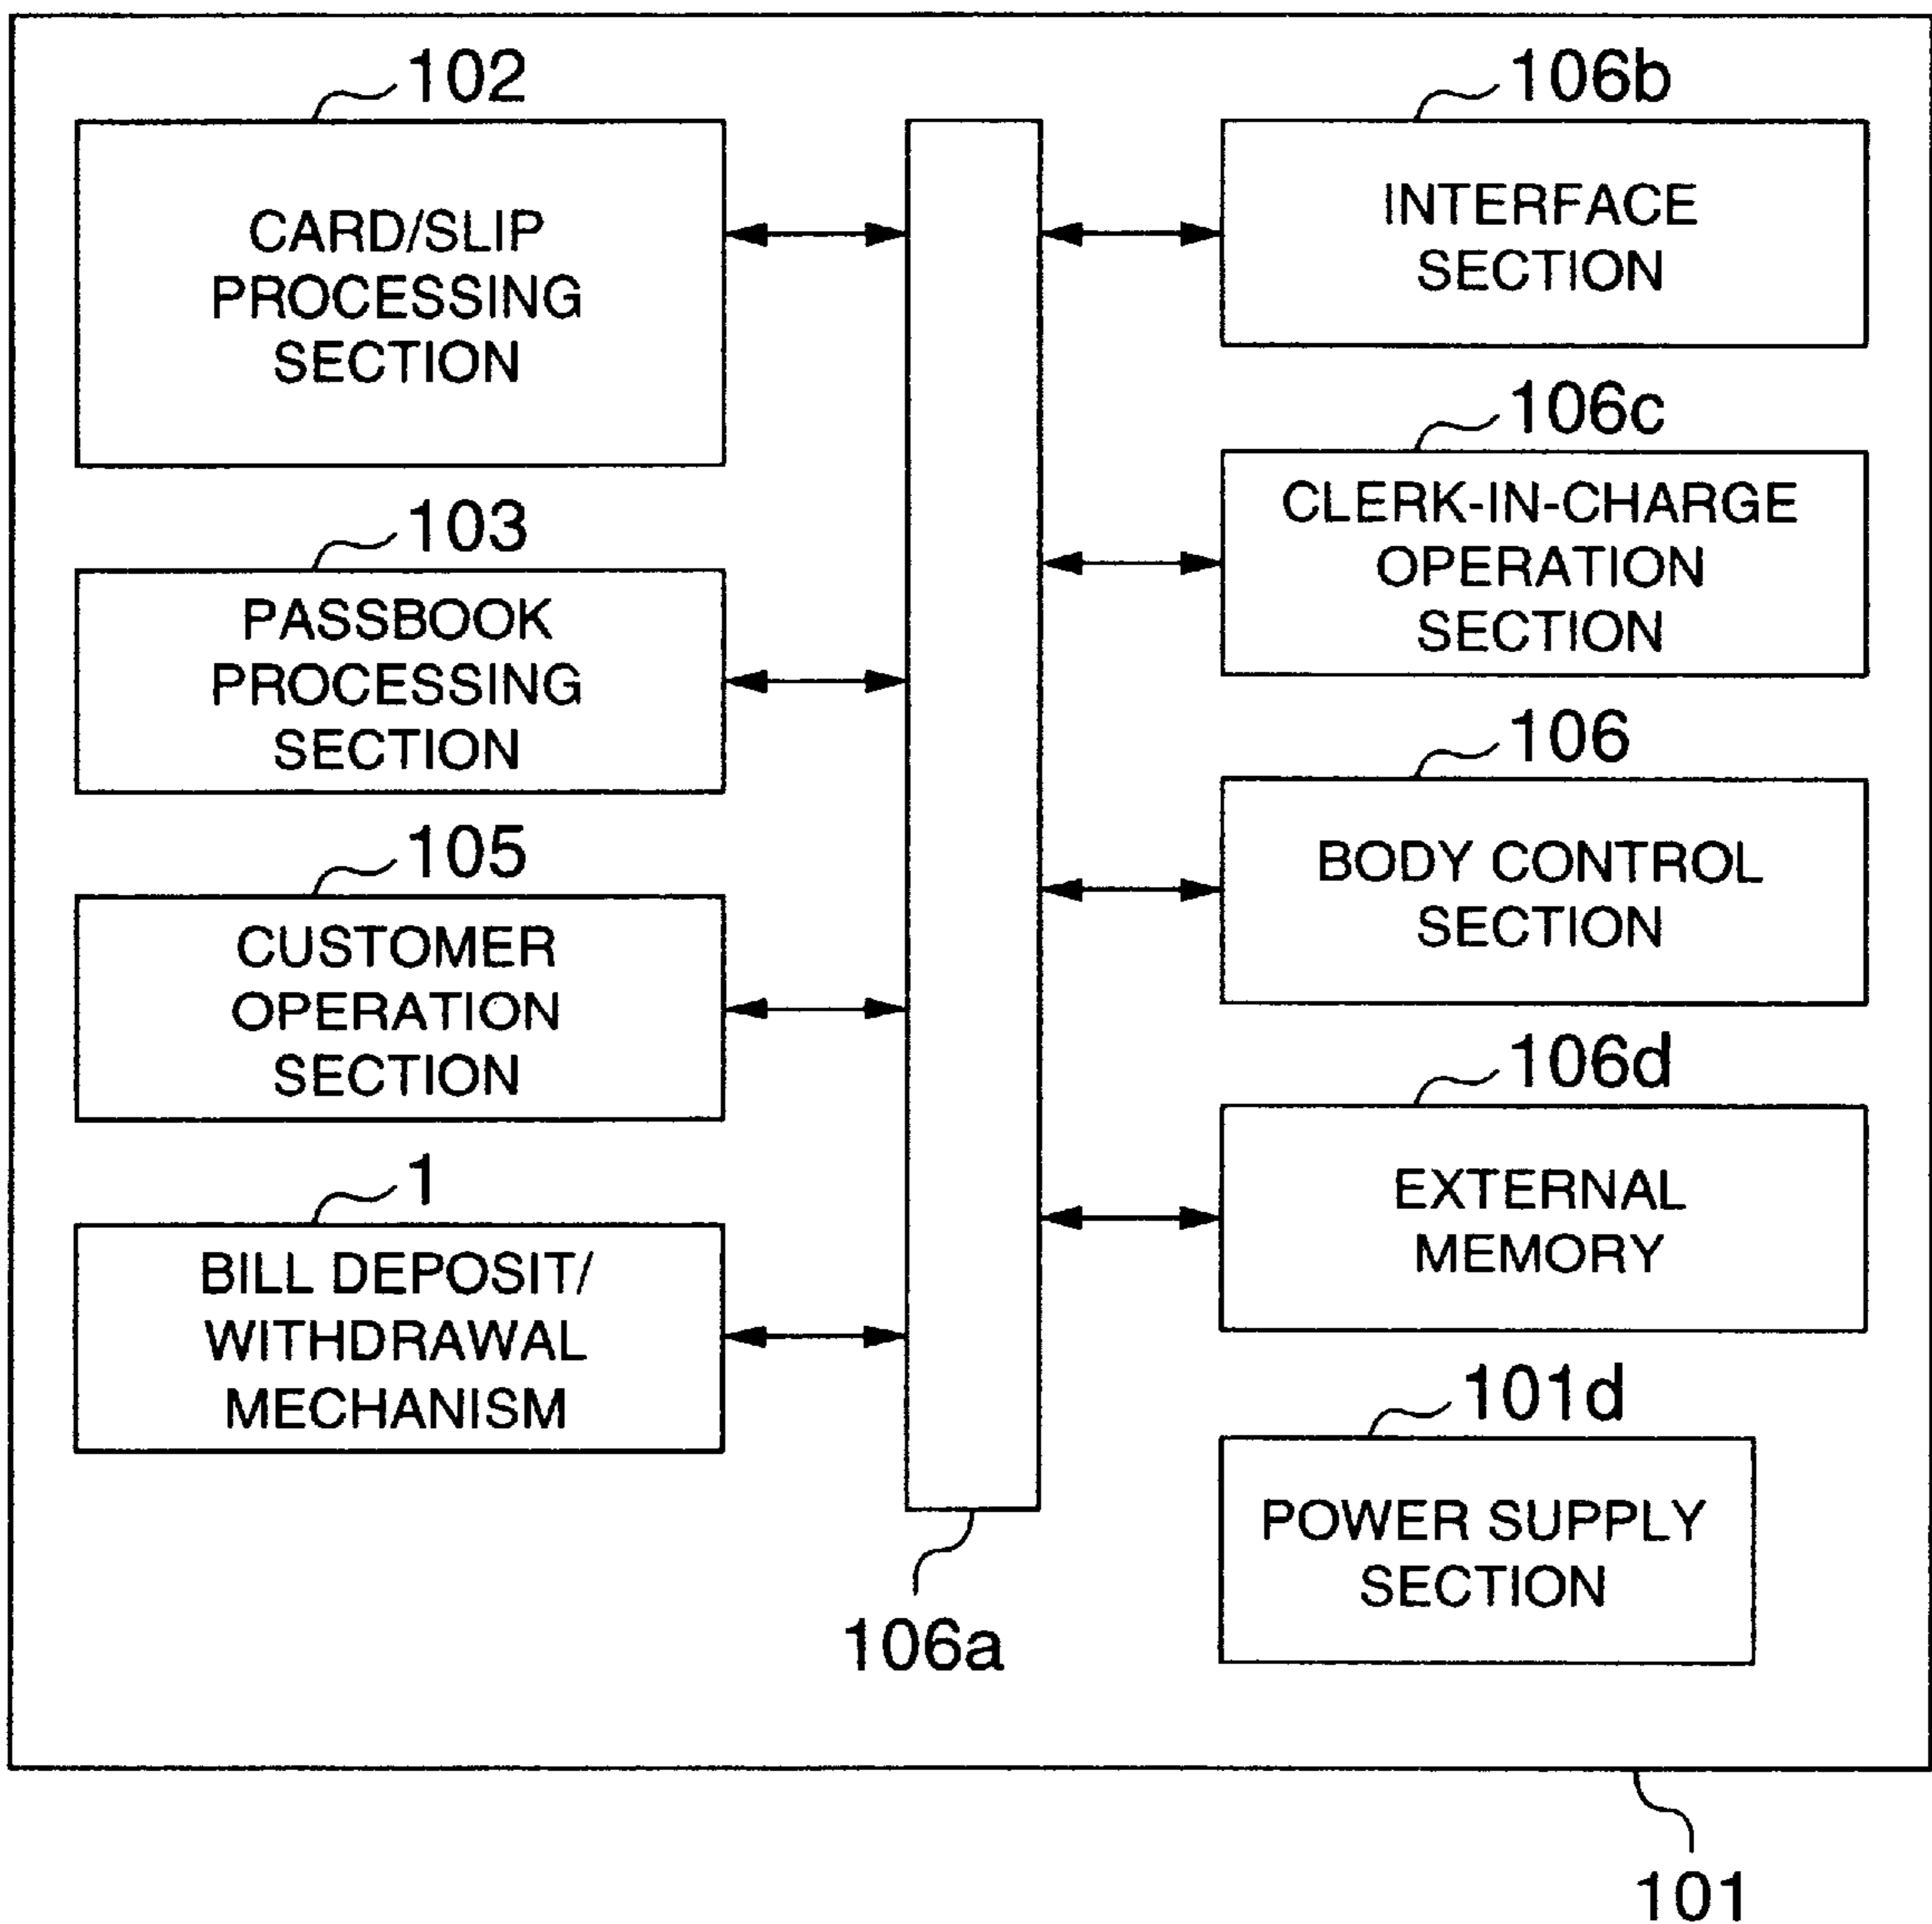 102
CARD/SLIP
PROCESSING
SECTION
103
PASSBOOK
PROCESSING
SECTION
105
CUSTOMER
OPERATION
SECTION
1
BILL DEPOSIT/
WITHDRAWAL
MECHANISM
106a
106b
INTERFACE
SECTION
106c
CLERK-IN-CHARGE
OPERATION
SECTION
106
BODY CONTROL
SECTION
106d
EXTERNAL
MEMORY
101d
POWER SUPPLY
SECTION
101